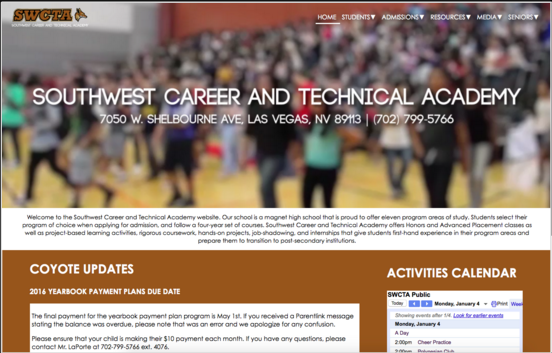 SWCTA
SOUTHWEST CAREER AND TECHNICAL ACADEMY
HOME STUDENTS▼ ADMISSIONS▼ RESOURCES▼ MEDIA▼ SENIORS▼
SOUTHWEST CAREER AND TECHNICAL ACADEMY
7050 W. SHELBOURNE AVE, LAS VEGAS, NV 89113 | (702) 799-5766
Welcome to the Southwest Career and Technical Academy website. Our school is a magnet high school that is proud to offer eleven program areas of study. Students select their
program of choice when applying for admission, and follow a four-year set of courses. Southwest Career and Technical Academy offers Honors and Advanced Placement classes as
well as project-based learning activities, rigorous coursework, hands-on projects, job-shadowing, and internships that give students first-hand experience in their program areas and
prepare them to transition to post-secondary institutions.
COYOTE UPDATES
2016 YEARBOOK PAYMENT PLANS DUE DATE
The final payment for the yearbook payment plan program is May 1st. If you received a Parentlink message
stating the balance was overdue, please note that was an error and we apologize for any confusion.
Please ensure that your child is making their $10 payment each month. If you have any questions, please
contact Mr. LaPorte at 702-799-5766 ext. 4076.
ACTIVITIES CALENDAR
SWCTA Public
Today Monday, January 4 Print Week
Showing events after 1/4. Look for earlier events
Monday, January 4
A Day
2:00pm Cheer Practice
2:00pm Polynesian Club